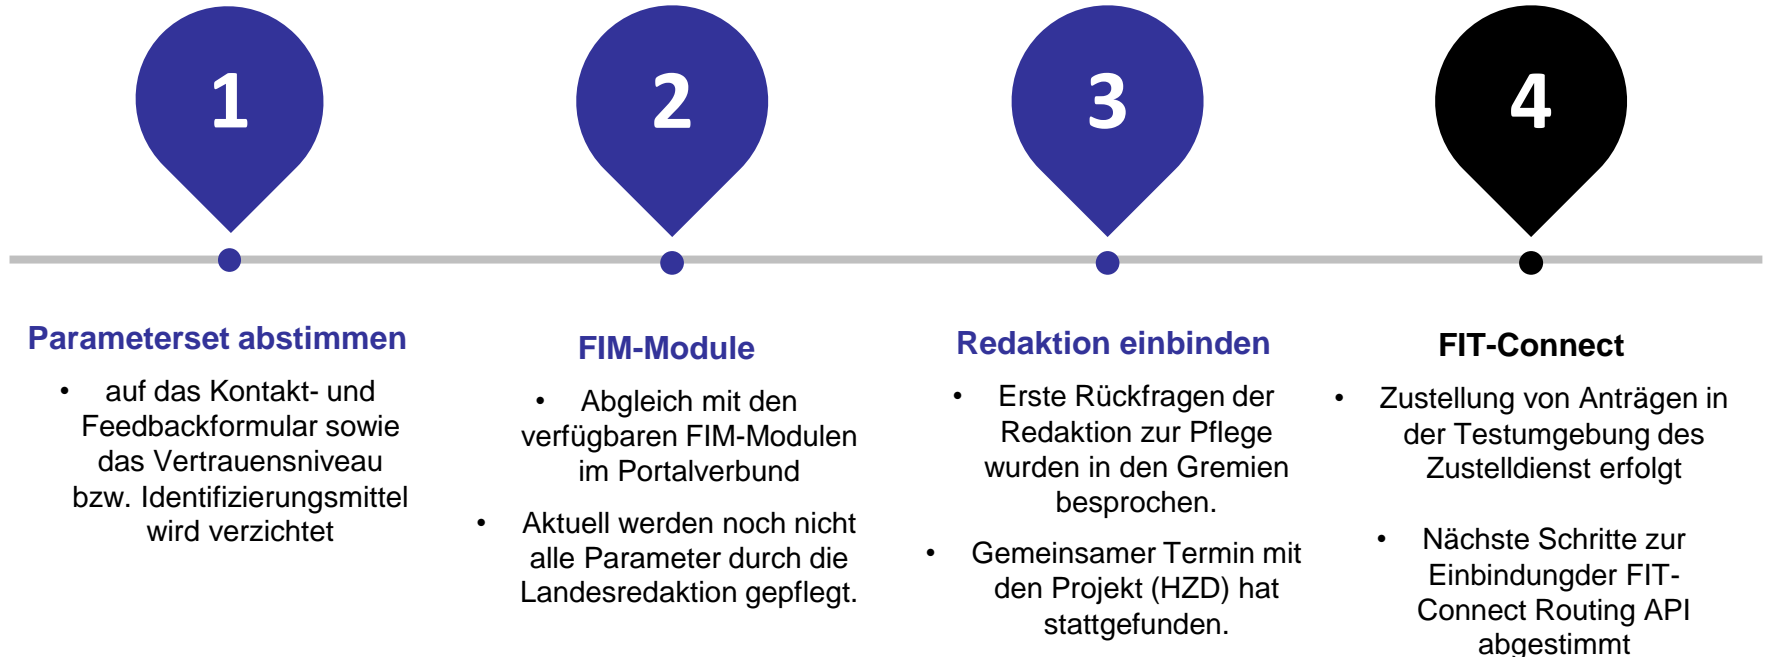 1
Parameterset abstimmen
• auf das Kontakt- und
Feedbackformular sowie
das Vertrauensniveau
bzw. Identifizierungsmittel
wird verzichtet
2
FIM-Module
• Abgleich mit den
verfügbaren FIM-Modulen
im Portalverbund
• Aktuell werden noch nicht
alle Parameter durch die
Landesredaktion gepflegt.
3
Redaktion einbinden
• Erste Rückfragen der
Redaktion zur Pflege
wurden in den Gremien
besprochen.
• Gemeinsamer Termin mit
den Projekt (HZD) hat
stattgefunden.
4
FIT-Connect
• Zustellung von Anträgen in
der Testumgebung des
Zustelldienst erfolgt
• Nächste Schritte zur
Einbindungder FIT-
Connect Routing API
abgestimmt